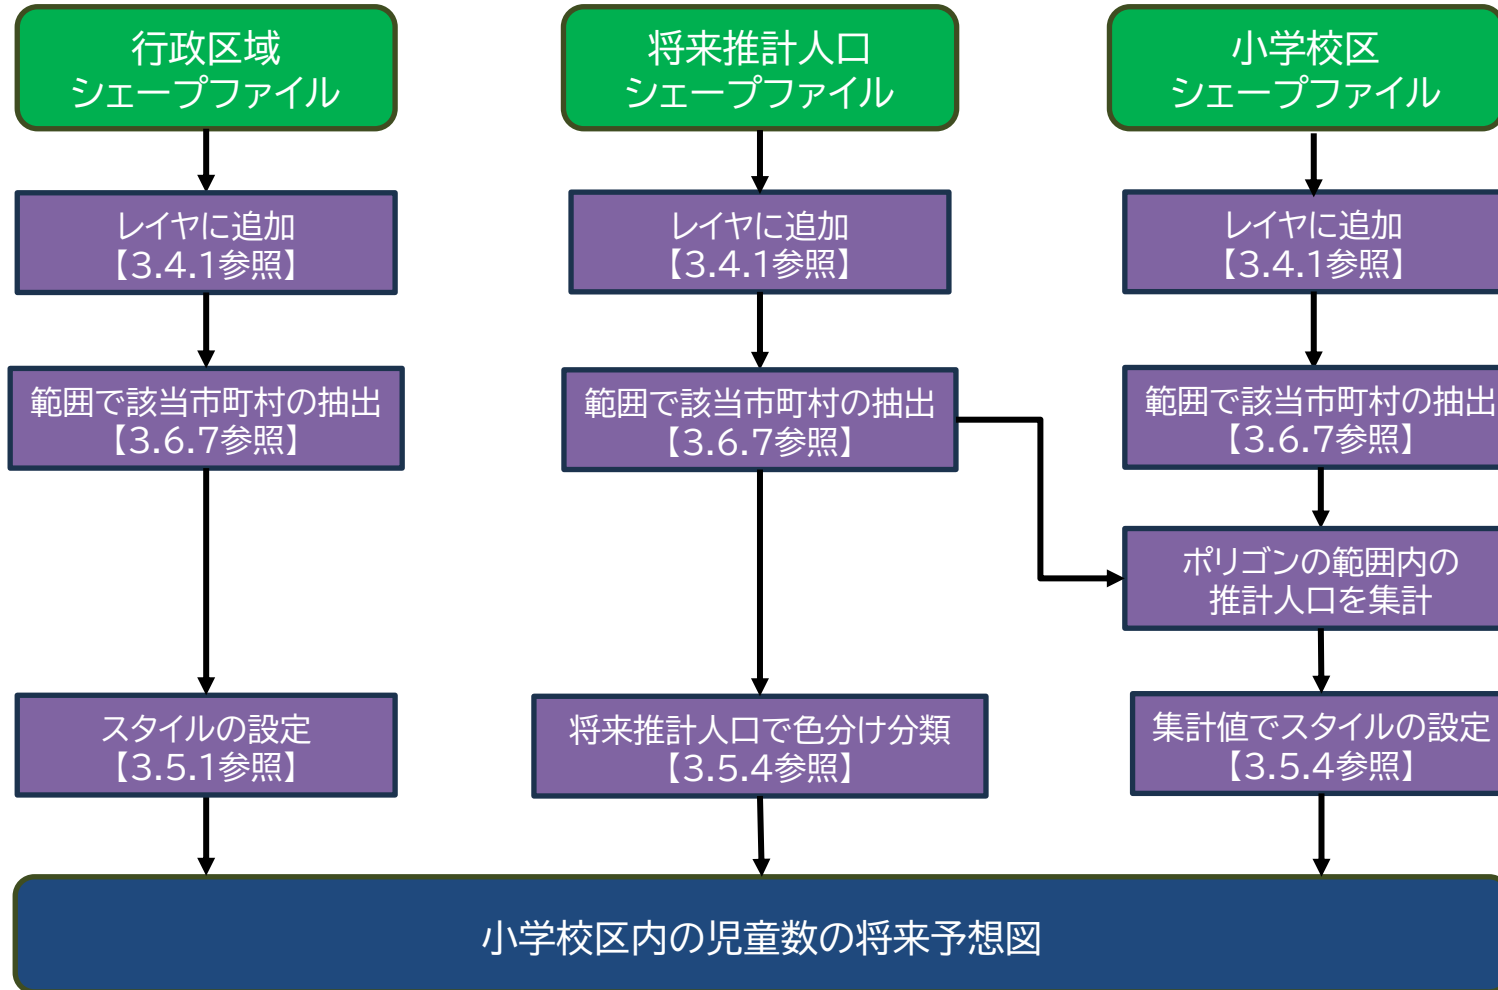 行政区域
シェープファイル
将来推計人口
シェープファイル
小学校区
シェープファイル
レイヤに追加
【3.4.1参照】
レイヤに追加
【3.4.1参照】
レイヤに追加
【3.4.1参照】
範囲で該当市町村の抽出
【3.6.7参照】
範囲で該当市町村の抽出
【3.6.7参照】
範囲で該当市町村の抽出
【3.6.7参照】
ポリゴンの範囲内の
推計人口を集計
スタイルの設定
【3.5.1参照】
将来推計人口で色分け分類
【3.5.4参照】
集計値でスタイルの設定
【3.5.4参照】
小学校区内の児童数の将来予想図